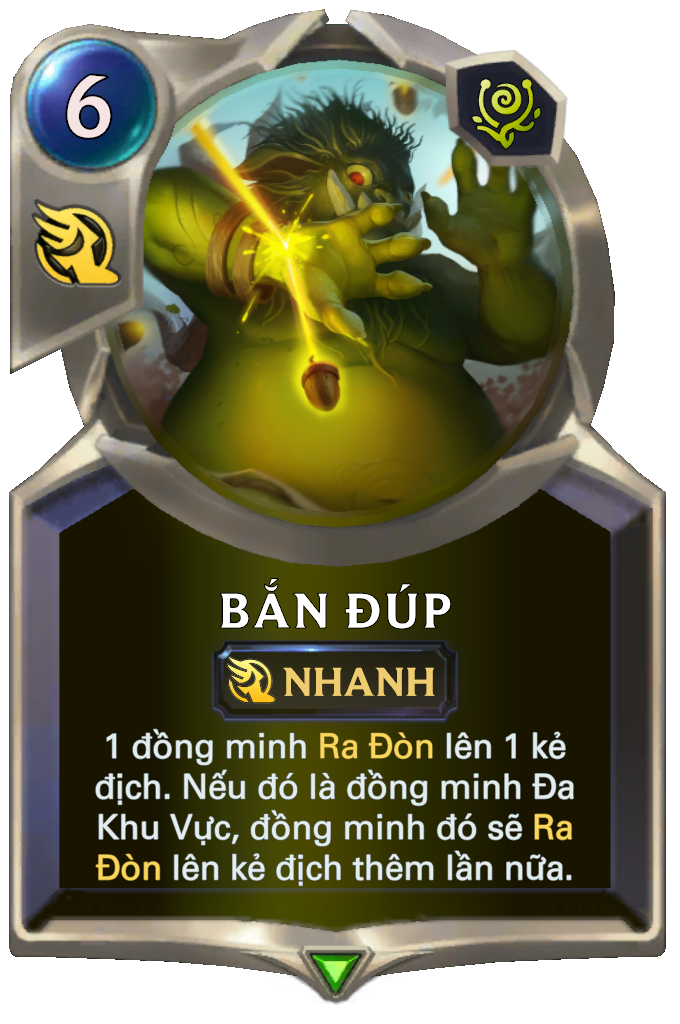 6
BẮN ĐÚP
NHANH
1 đồng minh Ra Đòn lên 1 kẻ
địch. Nếu đó là đồng minh Đa
Khu Vực, đồng minh đó sẽ Ra
Đòn lên kẻ địch thêm lần nữa.